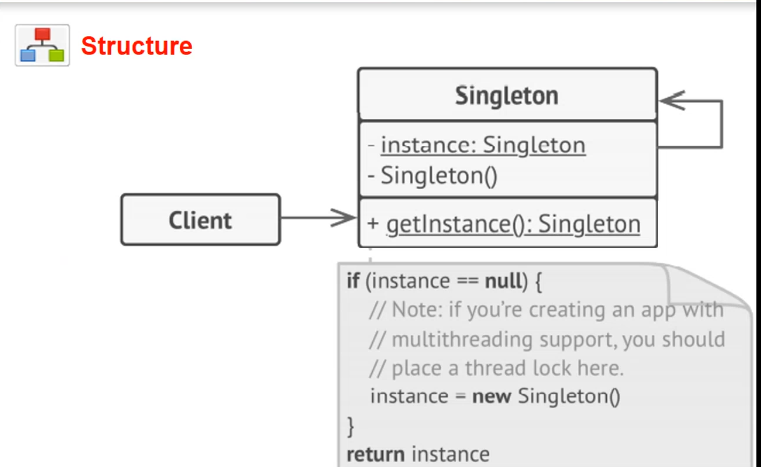 Structure
Singleton
- instance: Singleton
- Singleton()
Client
+ getInstance(): Singleton
if (instance == null) {
// Note: if you're creating an app with
// multithreading support, you should
// place a thread lock here.
instance = new Singleton()
}
return instance